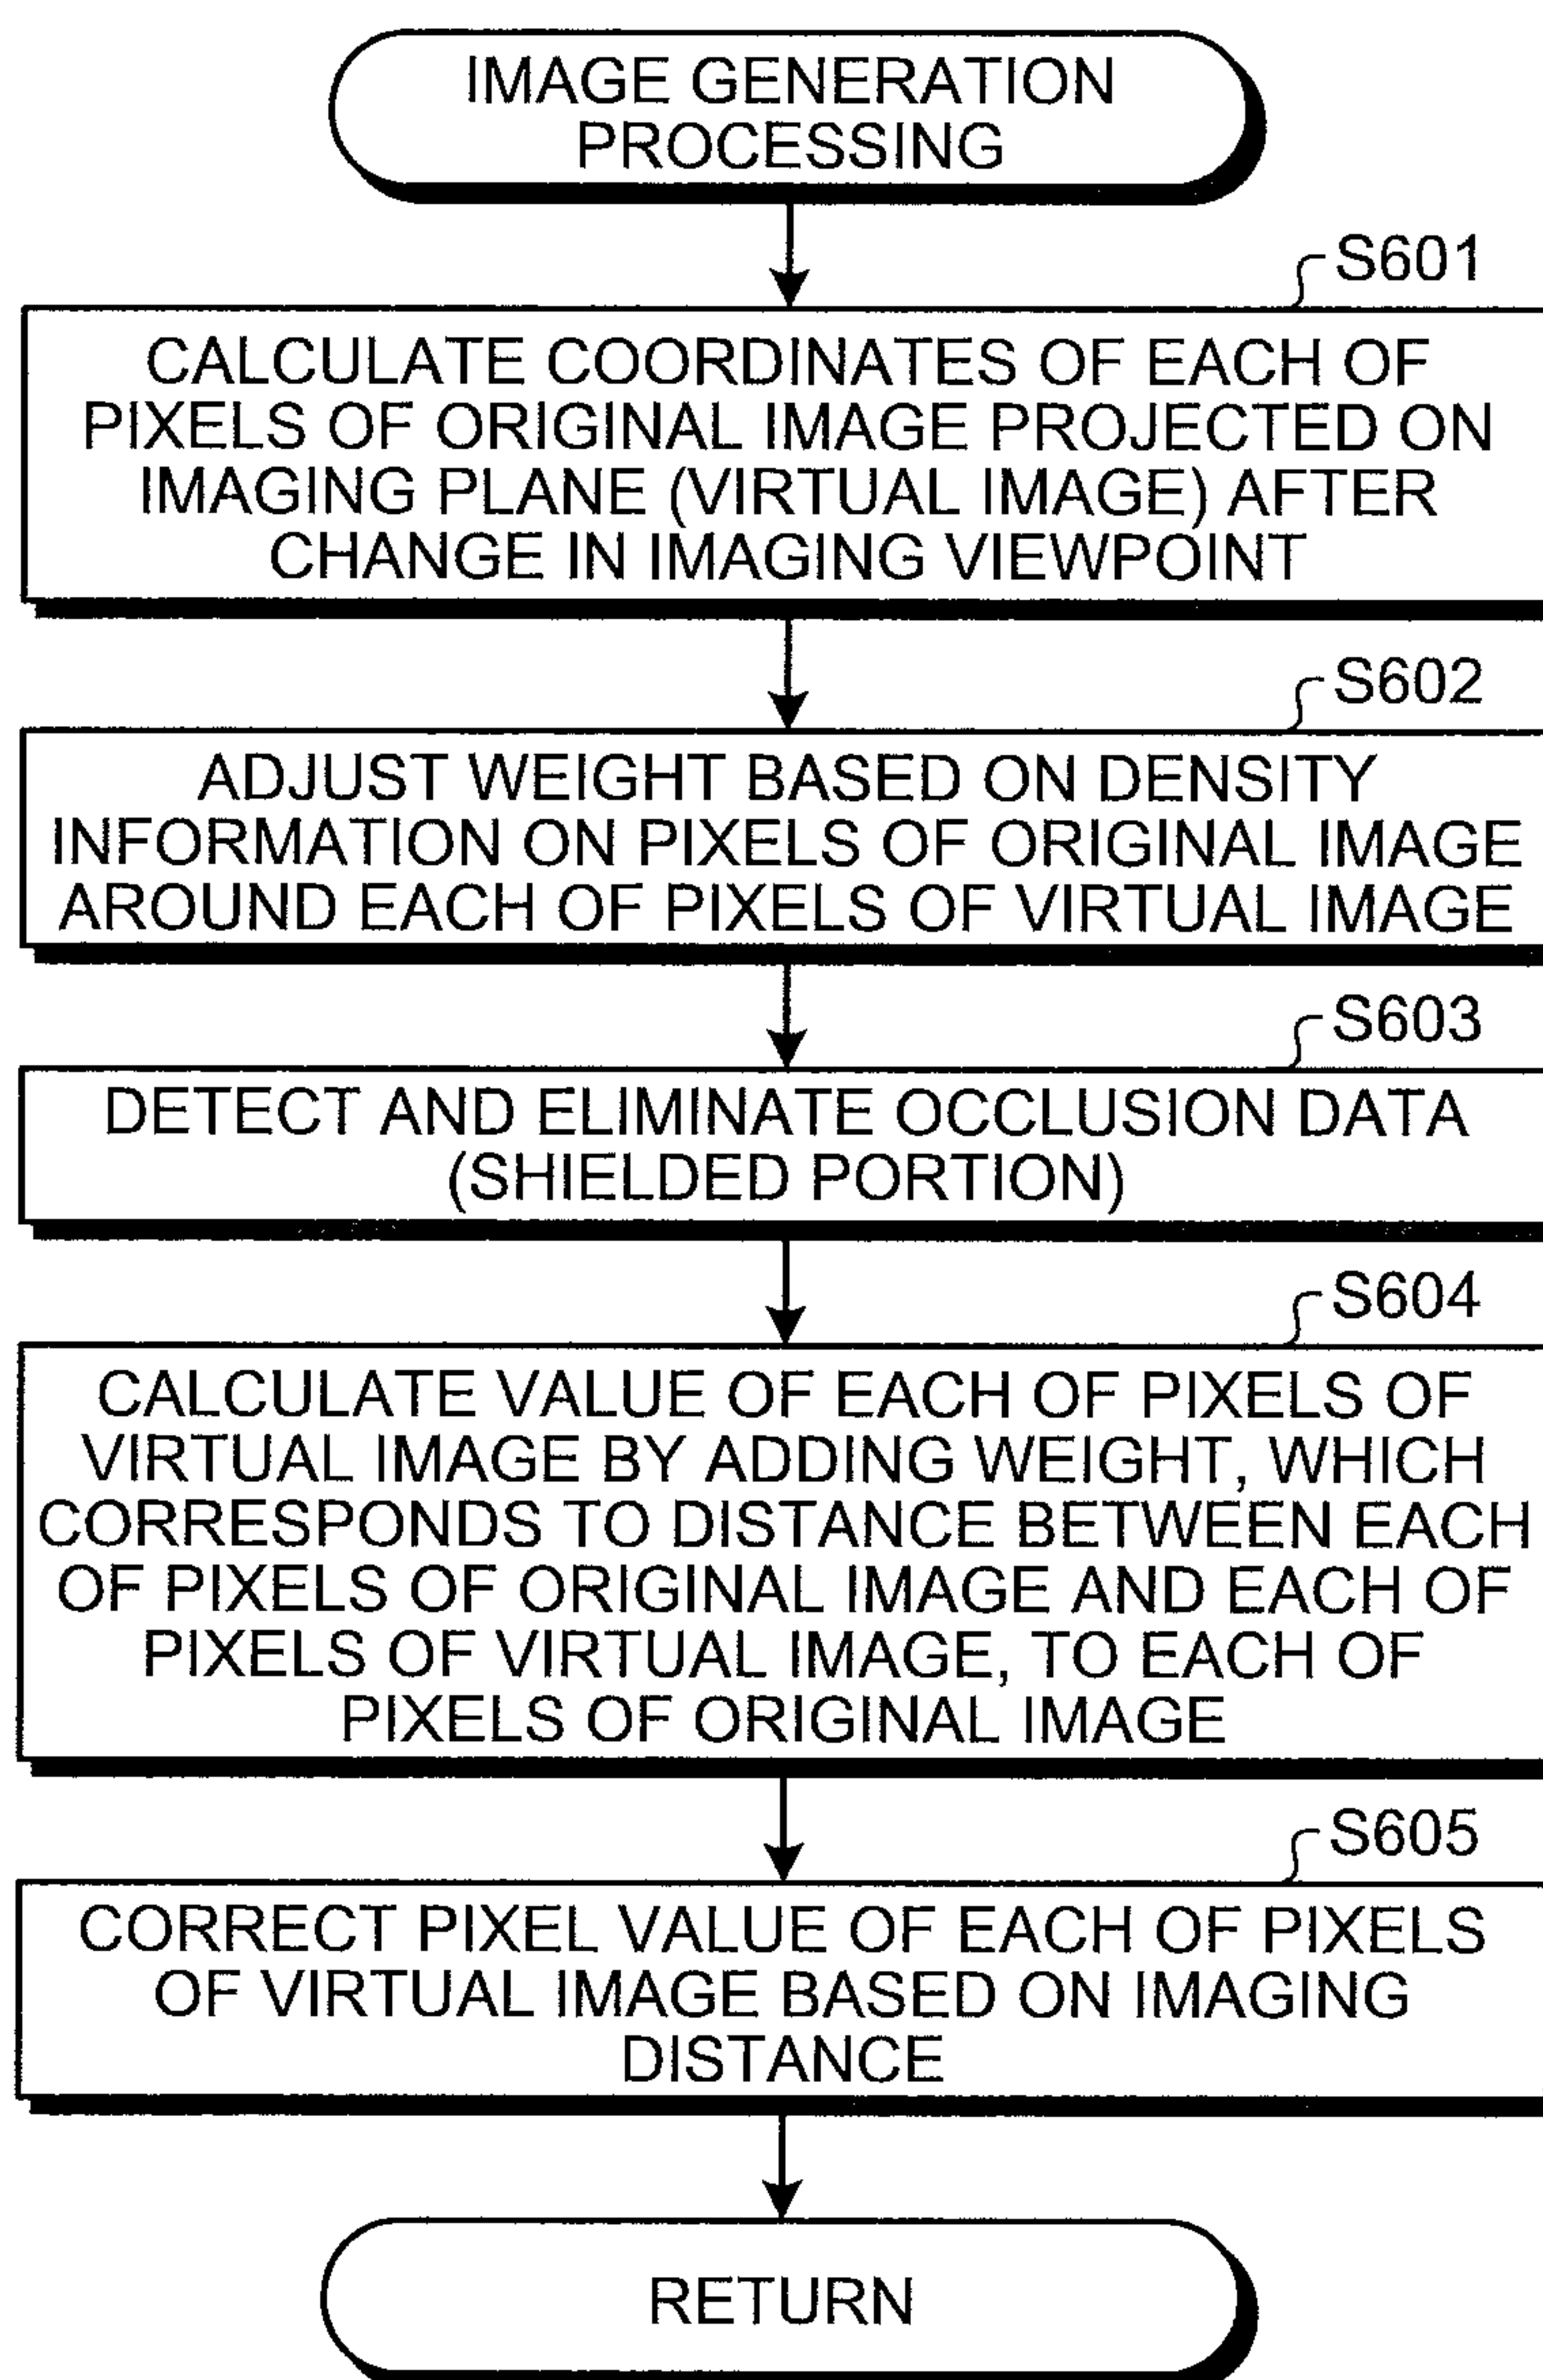 IMAGE GENERATION
PROCESSING
S601
CALCULATE COORDINATES OF EACH OF
PIXELS OF ORIGINAL IMAGE PROJECTED ON
IMAGING PLANE (VIRTUAL IMAGE) AFTER
CHANGE IN IMAGING VIEWPOINT
S602
ADJUST WEIGHT BASED ON DENSITY
INFORMATION ON PIXELS OF ORIGINAL IMAGE
AROUND EACH OF PIXELS OF VIRTUAL IMAGE
S603
DETECT AND ELIMINATE OCCLUSION DATA
(SHIELDED PORTION)
S604
CALCULATE VALUE OF EACH OF PIXELS OF
VIRTUAL IMAGE BY ADDING WEIGHT, WHICH
CORRESPONDS TO DISTANCE BETWEEN EACH
OF PIXELS OF ORIGINAL IMAGE AND EACH OF
PIXELS OF VIRTUAL IMAGE, TO EACH OF
PIXELS OF ORIGINAL IMAGE
S605
CORRECT PIXEL VALUE OF EACH OF PIXELS
OF VIRTUAL IMAGE BASED ON IMAGING
DISTANCE
RETURN